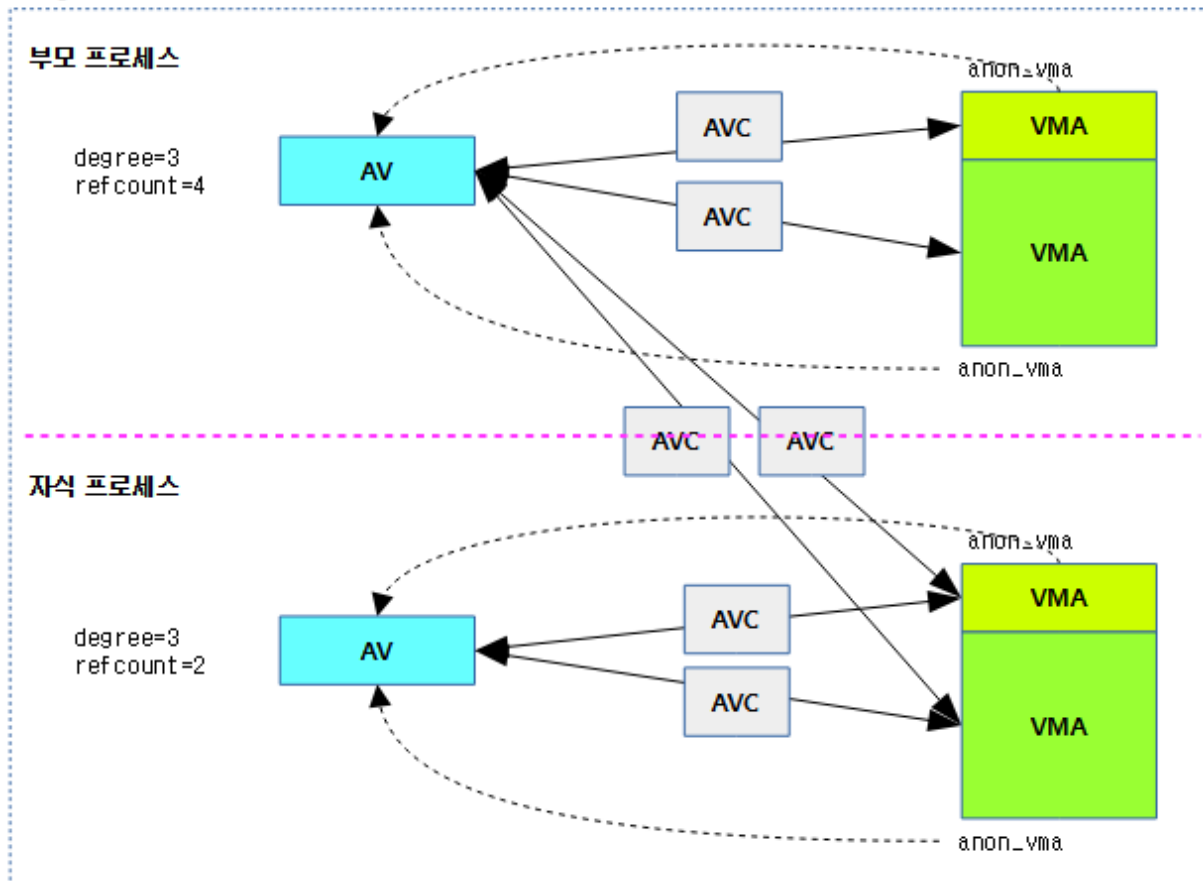 부모 프로세스
anon_vma
VMA
AVC
degree=3
refcount=4
AV
AVC
VMA
anon_vma
AVC
AVC
자식 프로세스
anon_vma
VMA
AVC
degree=3
refcount=2
AV
AVC
VMA
anon_vma